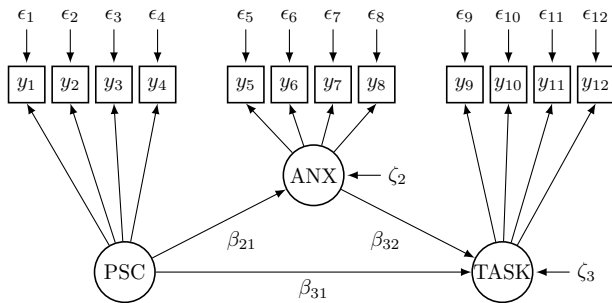 ϵ1 ϵ2 ϵ3 ϵ4 ϵ5 ϵ6 ϵ7 ϵ8 ϵ9 ϵ10 ϵ11 ϵ12
y1 y2 y3 y4 y5 y6 y7 y8 y9 y10 y11 y12
ANX ζ2
β21 β32
PSC TASK ζ3
β31